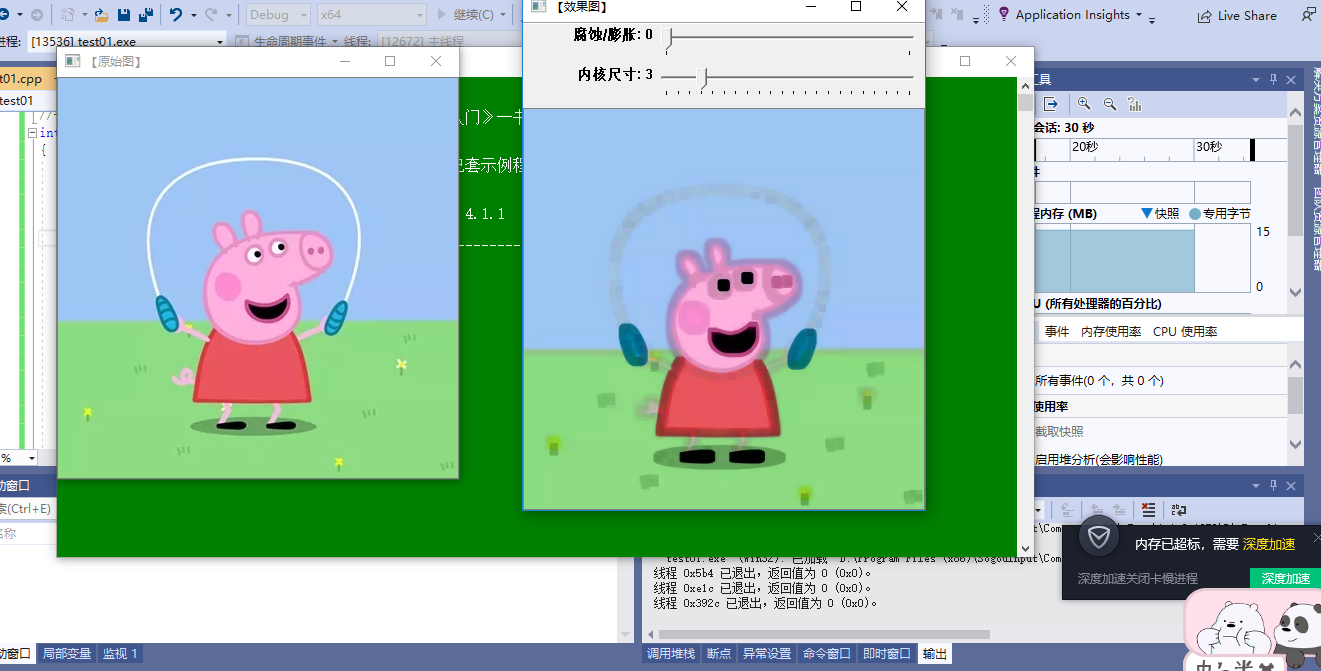 Debug
x64
继续(C)
Application Insights
Live Share
进程: [13536] test01.exe
生命周期事件
线程:
[12672] 主线程
【原始图】
【效果图】
腐蚀/膨胀: 0
内核尺寸: 3
t01.cpp
test01
int
{
入门》一书
配套示例程
4.1.1
----------
工具
会话: 30 秒
20秒
30秒
件
程内存 (MB)
快照
专用字节
15
0
U (所有处理器的百分比)
事件
内存使用率
CPU 使用率
所有事件(0 个，共 0 个)
使用率
截取快照
启用堆分析(会影响性能)
%
动窗口
索(Ctrl+E)
名称
test01.exe" (Win32): 已加载 "D:\Program Files (x86)\SogouInput\Com
线程 0x5b4 已退出，返回值为 0 (0x0)。
线程 0xe1c 已退出，返回值为 0 (0x0)。
线程 0x392c 已退出，返回值为 0 (0x0)。
内存已超标，需要 深度加速
深度加速关闭卡慢进程
深度加速
动窗口
局部变量
监视 1
调用堆栈
断点
异常设置
命令窗口
即时窗口
输出